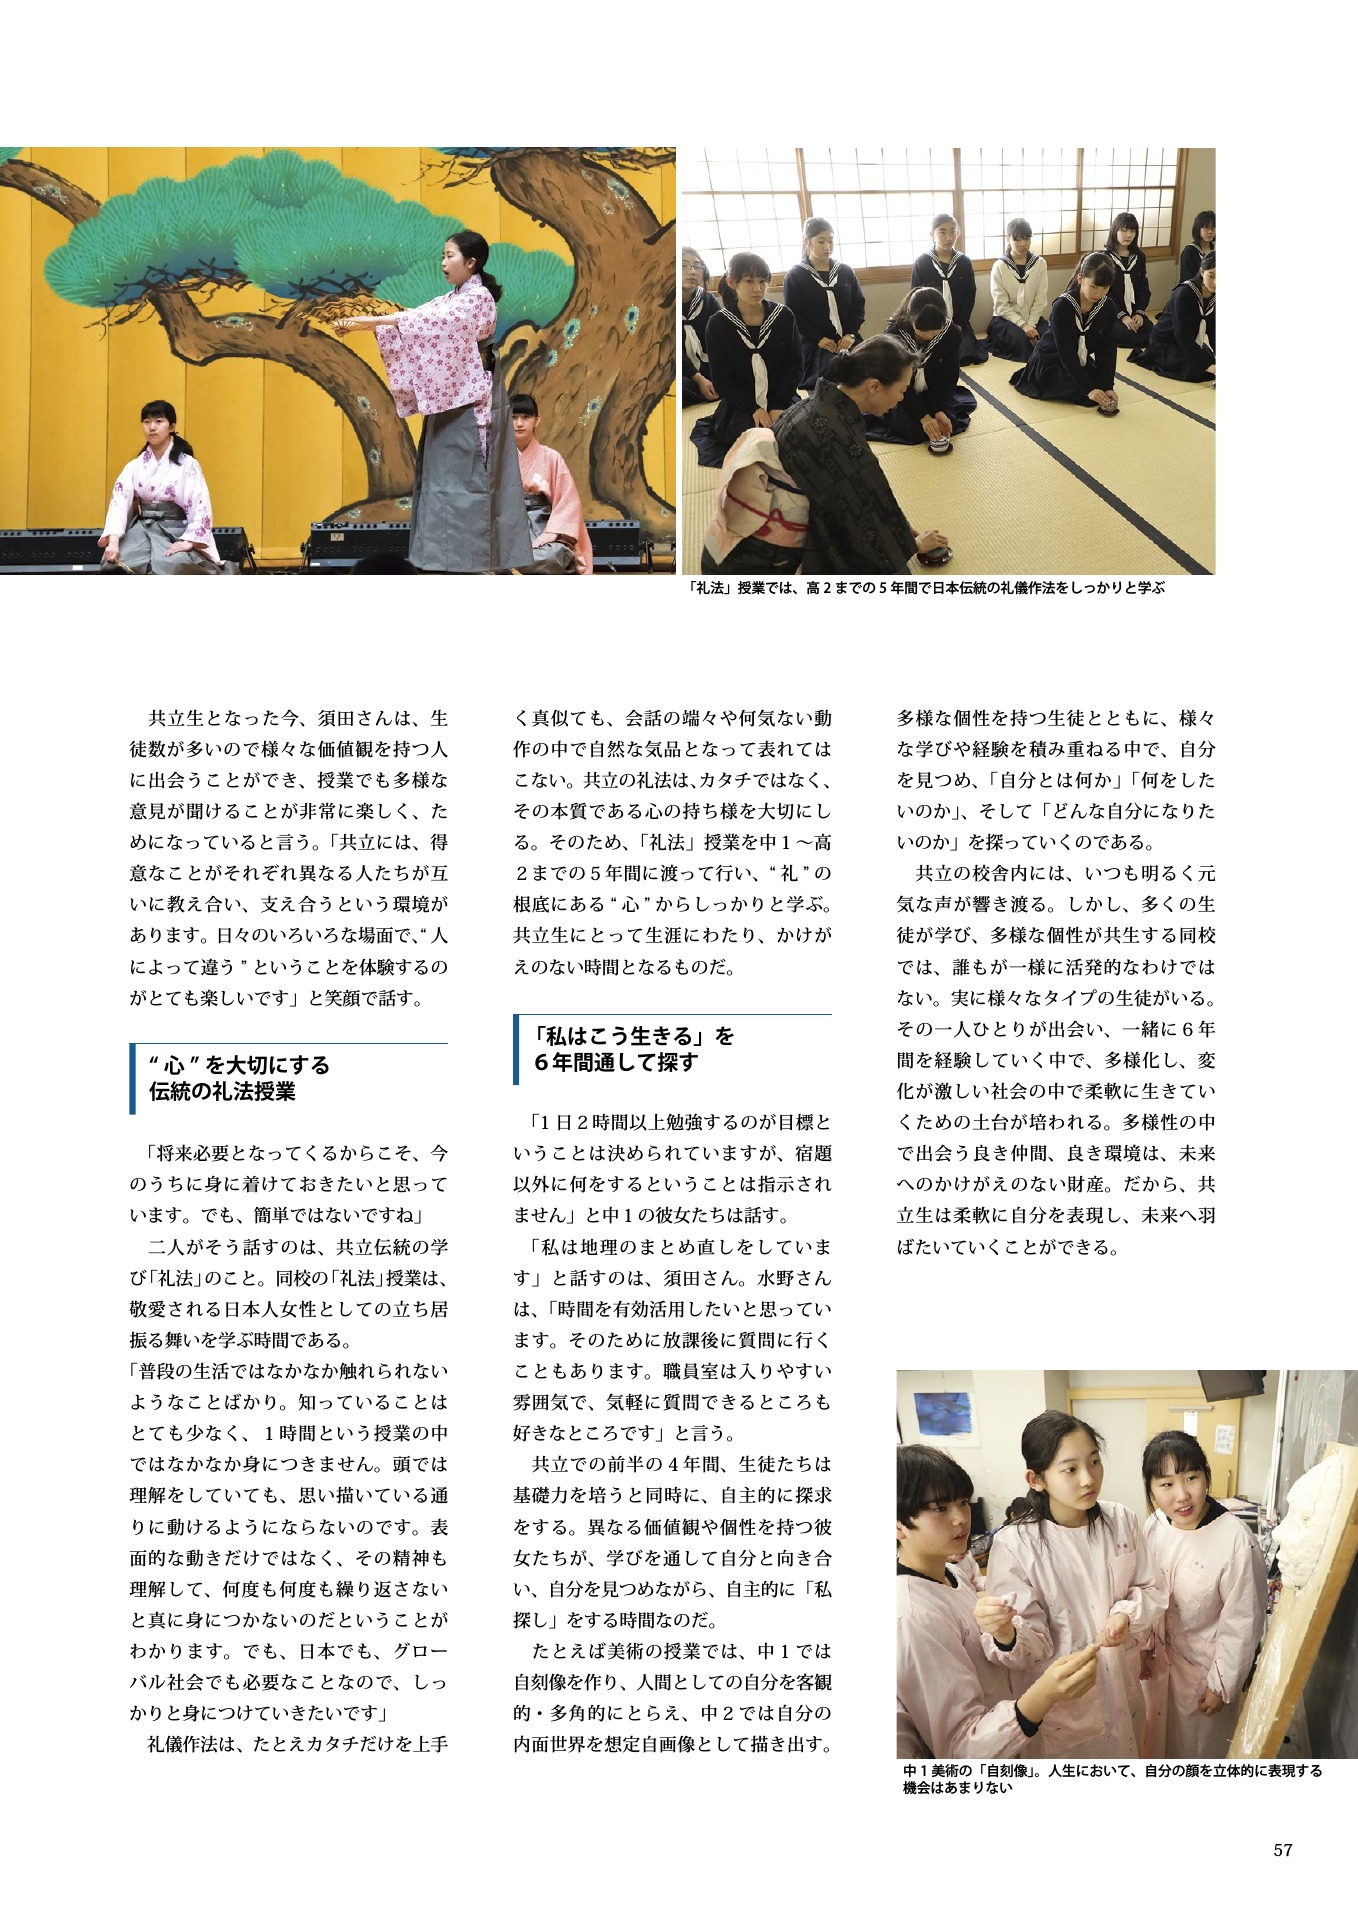 「礼法」授業では、高２までの５年間で日本伝統の礼儀作法をしっかりと学ぶ
　共立生となった今、須田さんは、生
徒数が多いので様々な価値観を持つ人
に出会うことができ、授業でも多様な
意見が聞けることが非常に楽しく、た
めになっていると言う。「共立には、得
意なことがそれぞれ異なる人たちが互
いに教え合い、支え合うという環境が
あります。日々のいろいろな場面で、“人
によって違う”ということを体験するの
がとても楽しいです」と笑顔で話す。
“心”を大切にする
伝統の礼法授業
　「将来必要となってくるからこそ、今
のうちに身に着けておきたいと思って
います。でも、簡単ではないですね」
　二人がそう話すのは、共立伝統の学
び「礼法」のこと。同校の「礼法」授業は、
敬愛される日本人女性としての立ち居
振る舞いを学ぶ時間である。
「普段の生活ではなかなか触れられない
ようなことばかり。知っていることは
とても少なく、１時間という授業の中
ではなかなか身につきません。頭では
理解をしていても、思い描いている通
りに動けるようにならないのです。表
面的な動きだけではなく、その精神も
理解して、何度も何度も繰り返さない
と真に身につかないのだということが
わかります。でも、日本でも、グロー
バル社会でも必要なことなので、しっ
かりと身につけていきたいです」
　礼儀作法は、たとえカタチだけを上手
く真似ても、会話の端々や何気ない動
作の中で自然な気品となって表れては
こない。共立の礼法は、カタチではなく、
その本質である心の持ち様を大切にし
る。そのため、「礼法」授業を中１〜高
２までの５年間に渡って行い、“礼”の
根底にある“心”からしっかりと学ぶ。
共立生にとって生涯にわたり、かけが
えのない時間となるものだ。
「私はこう生きる」を
６年間通して探す
　「１日２時間以上勉強するのが目標と
いうことは決められていますが、宿題
以外に何をするということは指示され
ません」と中１の彼女たちは話す。
　「私は地理のまとめ直しをしていま
す」と話すのは、須田さん。水野さん
は、「時間を有効活用したいと思ってい
ます。そのために放課後に質問に行く
こともあります。職員室は入りやすい
雰囲気で、気軽に質問できるところも
好きなところです」と言う。
　共立での前半の４年間、生徒たちは
基礎力を培うと同時に、自主的に探求
をする。異なる価値観や個性を持つ彼
女たちが、学びを通して自分と向き合
い、自分を見つめながら、自主的に「私
探し」をする時間なのだ。
　たとえば美術の授業では、中１では
自刻像を作り、人間としての自分を客観
的・多角的にとらえ、中２では自分の
内面世界を想定自画像として描き出す。
多様な個性を持つ生徒とともに、様々
な学びや経験を積み重ねる中で、自分
を見つめ、「自分とは何か」「何をした
いのか」、そして「どんな自分になりた
いのか」を探っていくのである。
　共立の校舎内には、いつも明るく元
気な声が響き渡る。しかし、多くの生
徒が学び、多様な個性が共生する同校
では、誰もが一様に活発的なわけでは
ない。実に様々なタイプの生徒がいる。
その一人ひとりが出会い、一緒に６年
間を経験していく中で、多様化し、変
化が激しい社会の中で柔軟に生きてい
くための土台が培われる。多様性の中
で出会う良き仲間、良き環境は、未来
へのかけがえのない財産。だから、共
立生は柔軟に自分を表現し、未来へ羽
ばたいていくことができる。
中１美術の「自刻像」。人生において、自分の顔を立体的に表現する
機会はあまりない
57